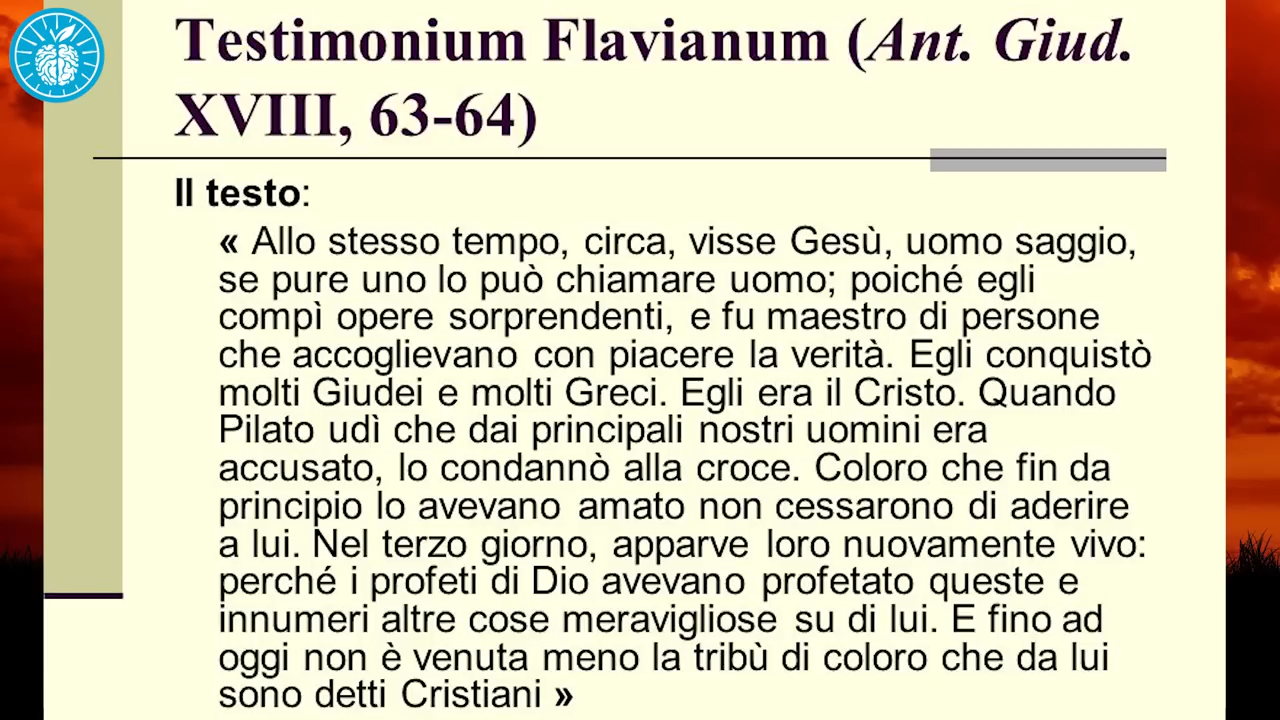 Testimonium Flavianum (Ant. Giud.
XVIII, 63-64)
Il testo:
« Allo stesso tempo, circa, visse Gesù, uomo saggio,
se pure uno lo può chiamare uomo; poiché egli
compì opere sorprendenti, e fu maestro di persone
che accoglievano con piacere la verità. Egli conquistò
molti Giudei e molti Greci. Egli era il Cristo. Quando
Pilato udì che dai principali nostri uomini era
accusato, lo condannò alla croce. Coloro che fin da
principio lo avevano amato non cessarono di aderire
a lui. Nel terzo giorno, apparve loro nuovamente vivo:
perché i profeti di Dio avevano profetato queste e
innumeri altre cose meravigliose su di lui. E fino ad
oggi non è venuta meno la tribù di coloro che da lui
sono detti Cristiani »